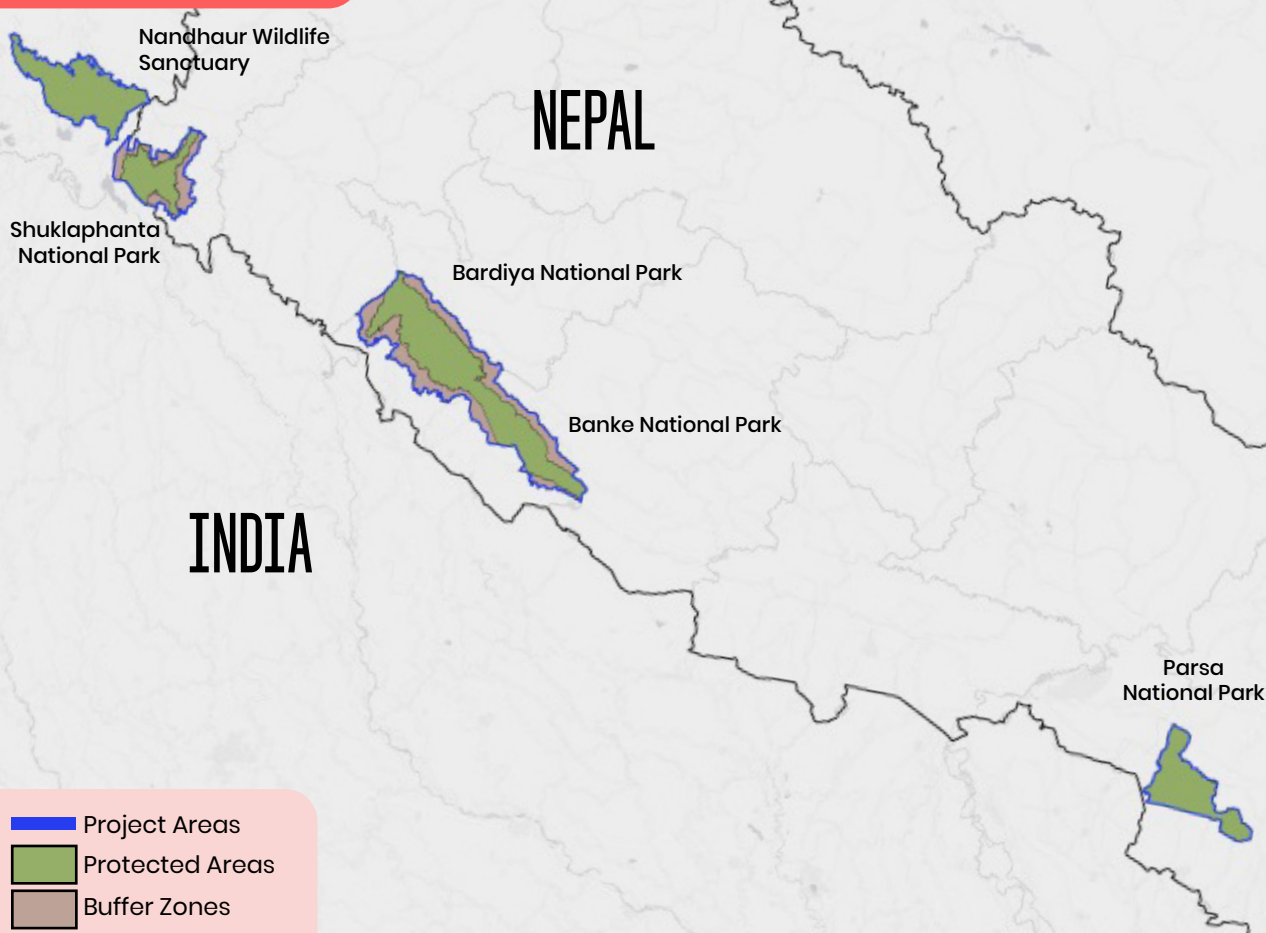 Nandhaur Wildlife
Sanctuary
NEPAL
Shuklaphanta
National Park
Bardiya National Park
Banke National Park
INDIA
Parsa
National Park
Project Areas
Protected Areas
Buffer Zones